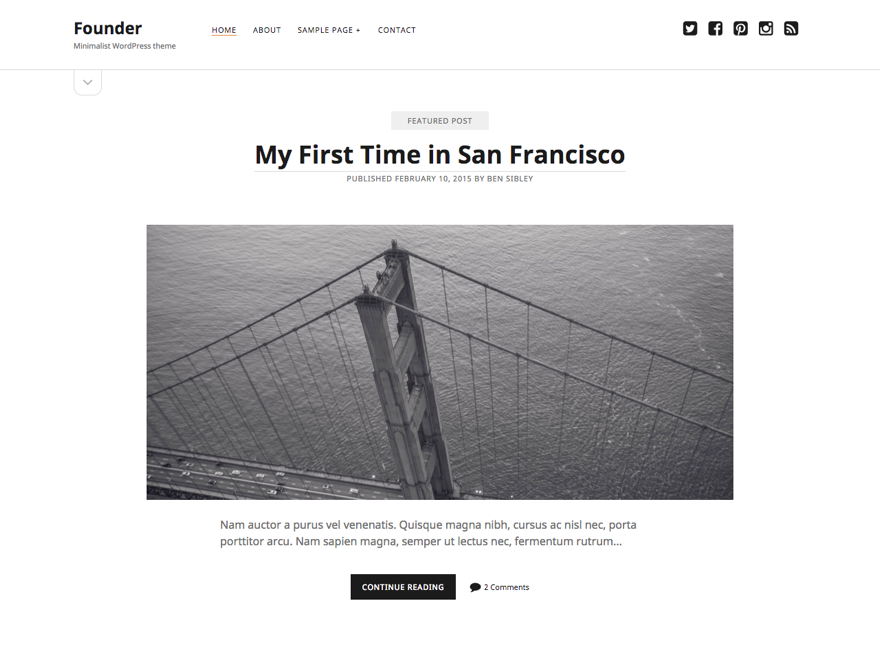 Founder
Minimalist WordPress theme
HOME ABOUT SAMPLE PAGE + CONTACT
FEATURED POST
My First Time in San Francisco
PUBLISHED FEBRUARY 10, 2015 BY BEN SIBLEY
Nam auctor a purus vel venenatis. Quisque magna nibh, cursus ac nisl nec, porta
porttitor arcu. Nam sapien magna, semper ut lectus nec, fermentum rutrum...
CONTINUE READING 2 Comments